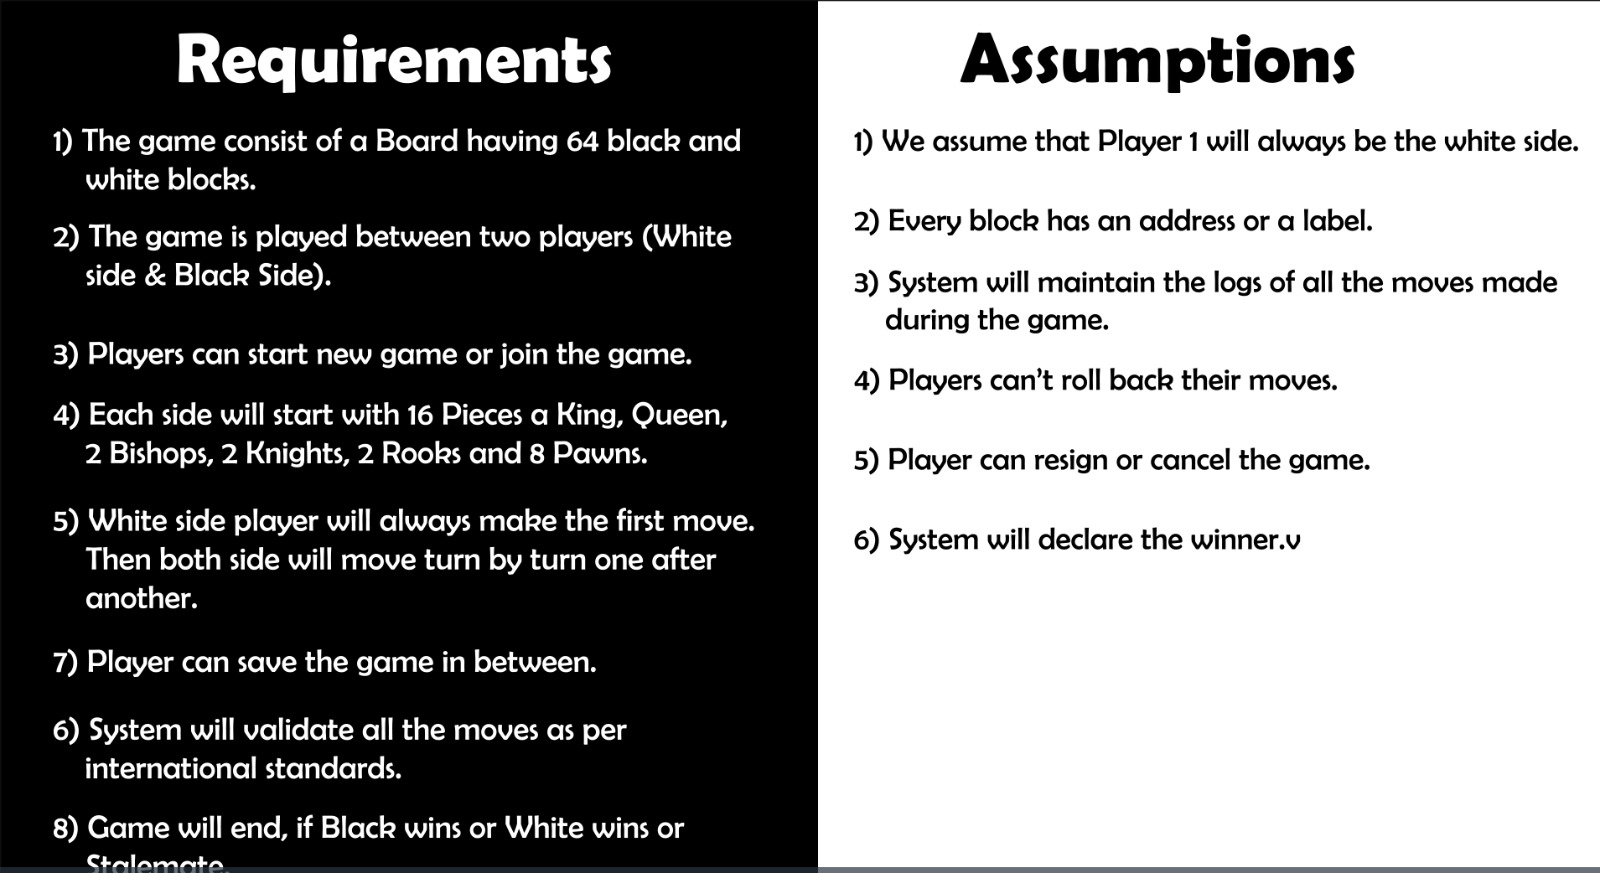 Requirements
1) The game consist of a Board having 64 black and
white blocks.
2) The game is played between two players (White
side & Black Side).
3) Players can start new game or join the game.
4) Each side will start with 16 Pieces a King, Queen,
2 Bishops, 2 Knights, 2 Rooks and 8 Pawns.
5) White side player will always make the first move.
Then both side will move turn by turn one after
another.
7) Player can save the game in between.
6) System will validate all the moves as per
international standards.
8) Game will end, if Black wins or White wins or
Stalemate.
Assumptions
1) We assume that Player 1 will always be the white side.
2) Every block has an address or a label.
3) System will maintain the logs of all the moves made
during the game.
4) Players can’t roll back their moves.
5) Player can resign or cancel the game.
6) System will declare the winner.v